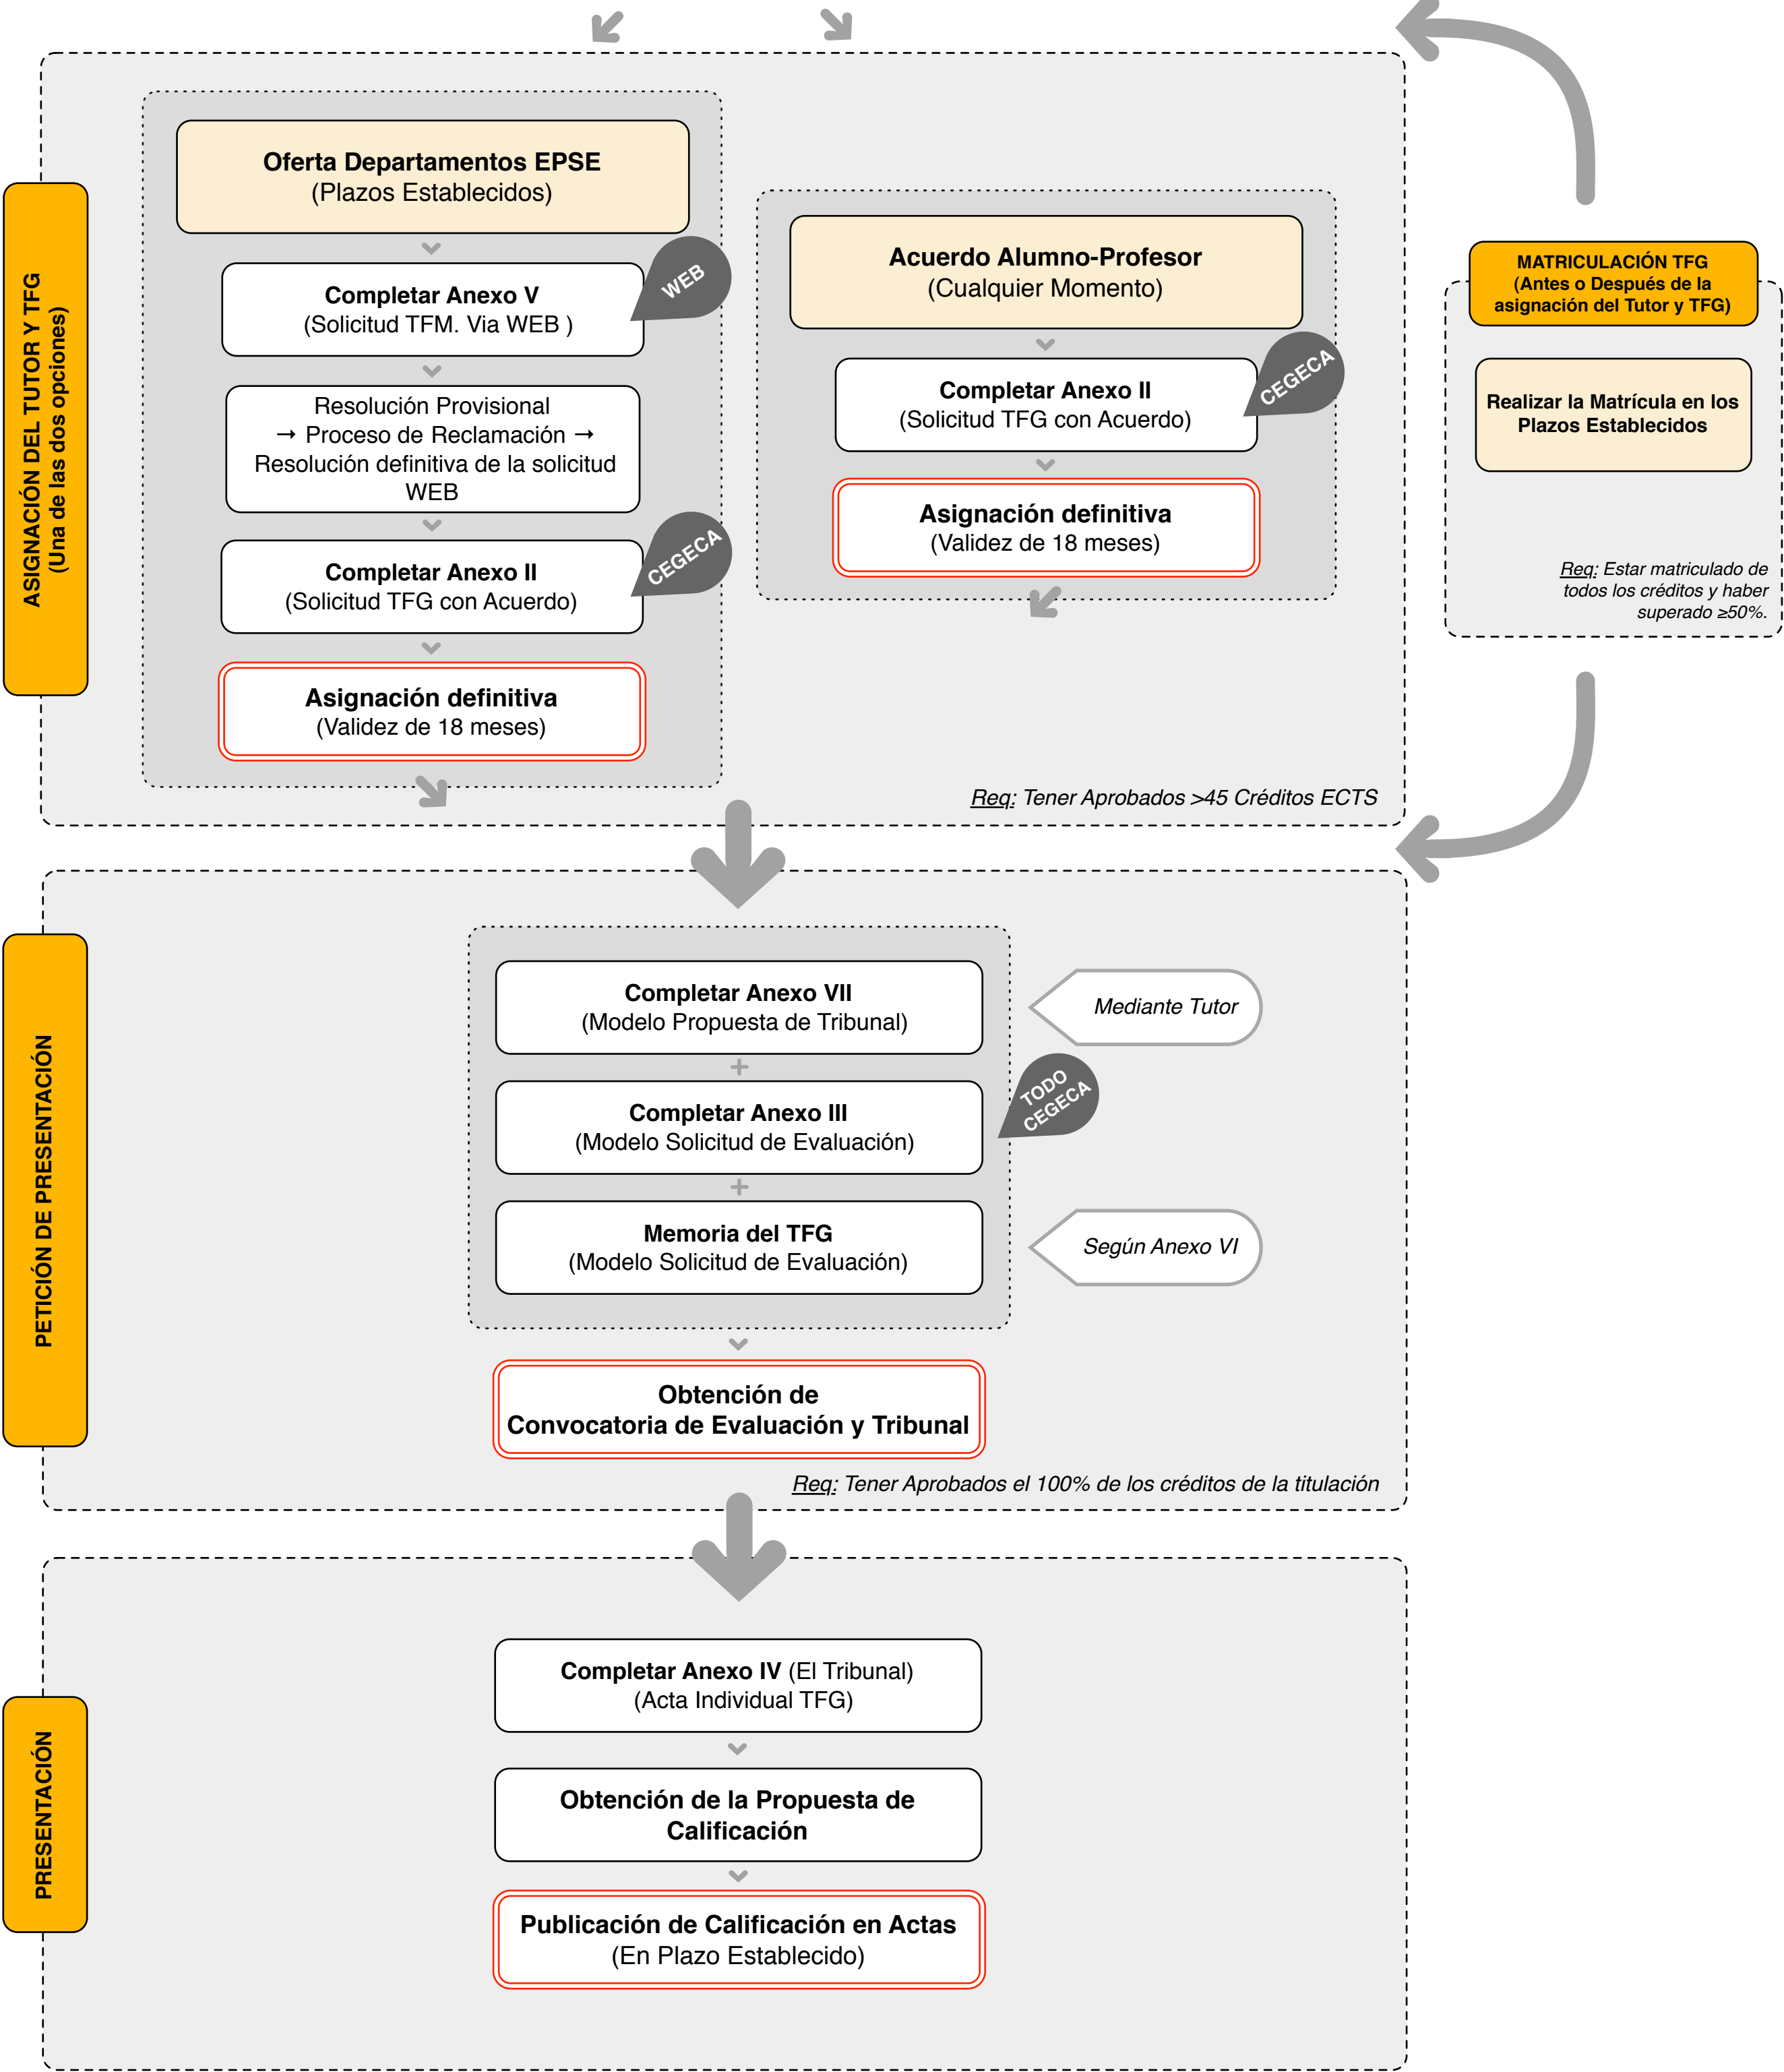 ASIGNACIÓN DEL TUTOR Y TFG
(Una de las dos opciones)
Oferta Departamentos EPSE
(Plazos Establecidos)
Completar Anexo V
(Solicitud TFM. Via WEB )
WEB
Resolución Provisional
→ Proceso de Reclamación →
Resolución definitiva de la solicitud
WEB
Completar Anexo II
(Solicitud TFG con Acuerdo)
CEGECA
Asignación definitiva
(Validez de 18 meses)
Acuerdo Alumno-Profesor
(Cualquier Momento)
Completar Anexo II
(Solicitud TFG con Acuerdo)
CEGECA
Asignación definitiva
(Validez de 18 meses)
Req: Tener Aprobados >45 Créditos ECTS
MATRICULACIÓN TFG
(Antes o Después de la
asignación del Tutor y TFG)
Realizar la Matrícula en los
Plazos Establecidos
Req: Estar matriculado de
todos los créditos y haber
superado ≥50%.
PETICIÓN DE PRESENTACIÓN
Completar Anexo VII
(Modelo Propuesta de Tribunal)
Mediante Tutor
+
Completar Anexo III
(Modelo Solicitud de Evaluación)
TODO
CEGECA
+
Memoria del TFG
(Modelo Solicitud de Evaluación)
Según Anexo VI
Obtención de
Convocatoria de Evaluación y Tribunal
Req: Tener Aprobados el 100% de los créditos de la titulación
PRESENTACIÓN
Completar Anexo IV (El Tribunal)
(Acta Individual TFG)
Obtención de la Propuesta de
Calificación
Publicación de Calificación en Actas
(En Plazo Establecido)